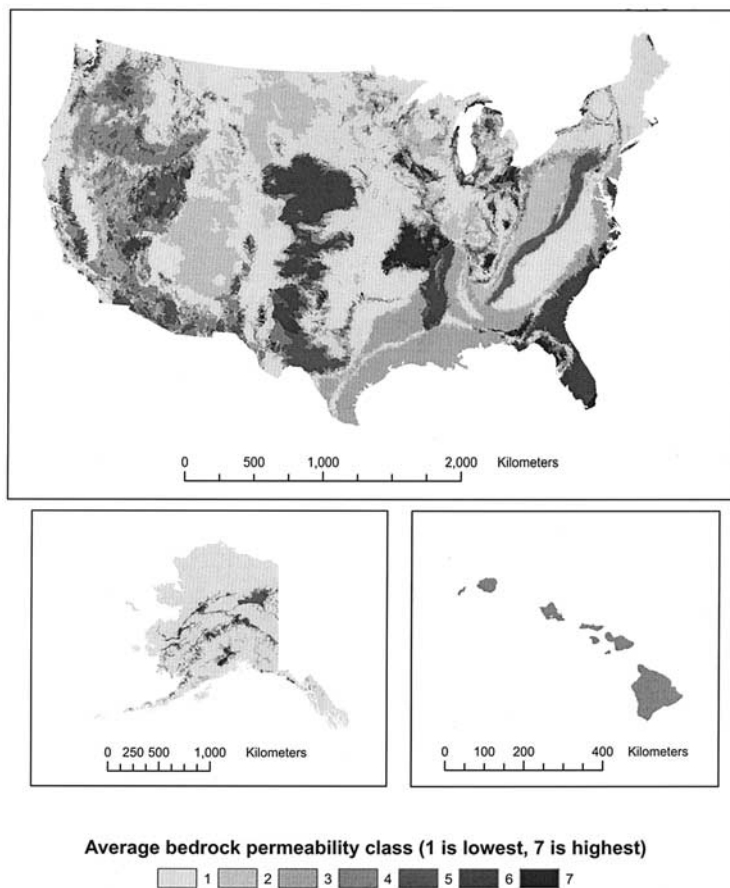 0 500 1,000 2,000 Kilometers
0 250 500 1,000 Kilometers
0 100 200 400 Kilometers
Average bedrock permeability class (1 is lowest, 7 is highest)
1 2 3 4 5 6 7